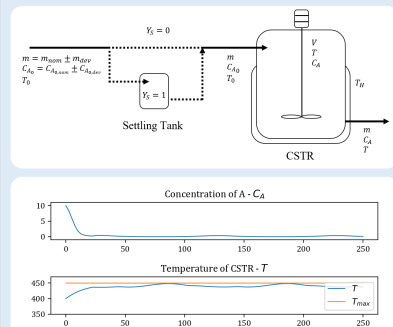 Y_S = 0
m = m_nom ± m_dev
C_A0 = C_A0,nom ± C_A0,dev
T_0
Y_S = 1
Settling Tank
m
C_A0
T_0
V
T
C_A
T_H
m
C_A
T
CSTR
Concentration of A - C_A
10
5
0
0 50 100 150 200 250
Temperature of CSTR - T
450
400
350
T
T_max
0 50 100 150 200 250